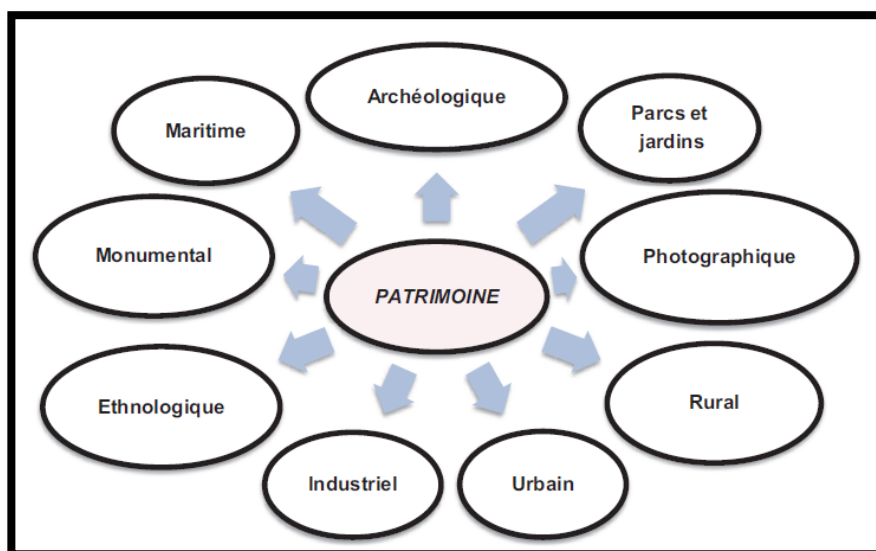 Archéologique
Maritime
Parcs et
jardins
Monumental
Photographique
PATRIMOINE
Ethnologique
Rural
Industriel
Urbain